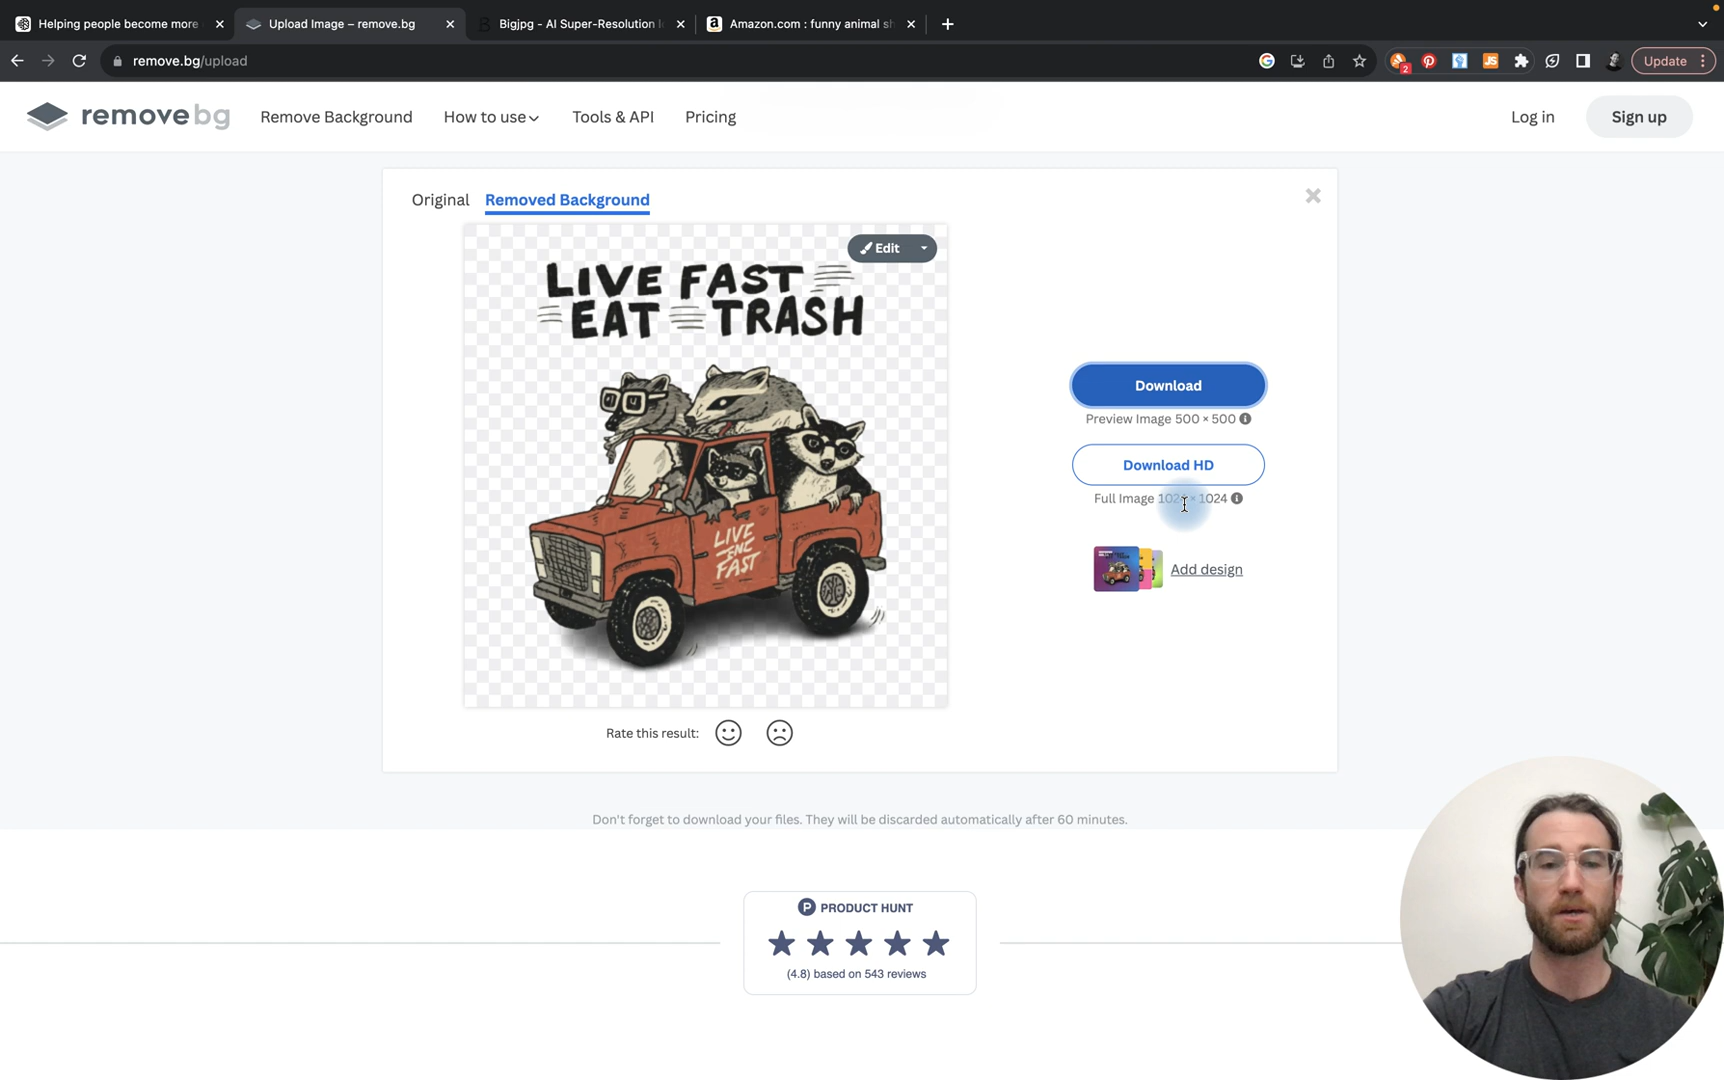 Helping people become more
Upload Image – remove.bg
Bigjpg - AI Super-Resolution
Amazon.com : funny animal sh
remove.bg/upload
2
JS
Update
removebg
Remove Background
How to use
Tools & API
Pricing
Log in
Sign up
Original
Removed Background
Edit
LIVE FAST
EAT TRASH
LIVE
FAST
Download
Preview Image 500 × 500
Download HD
Full Image 1024 × 1024
Add design
Rate this result:
Don't forget to download your files. They will be discarded automatically after 60 minutes.
PRODUCT HUNT
(4.8) based on 543 reviews